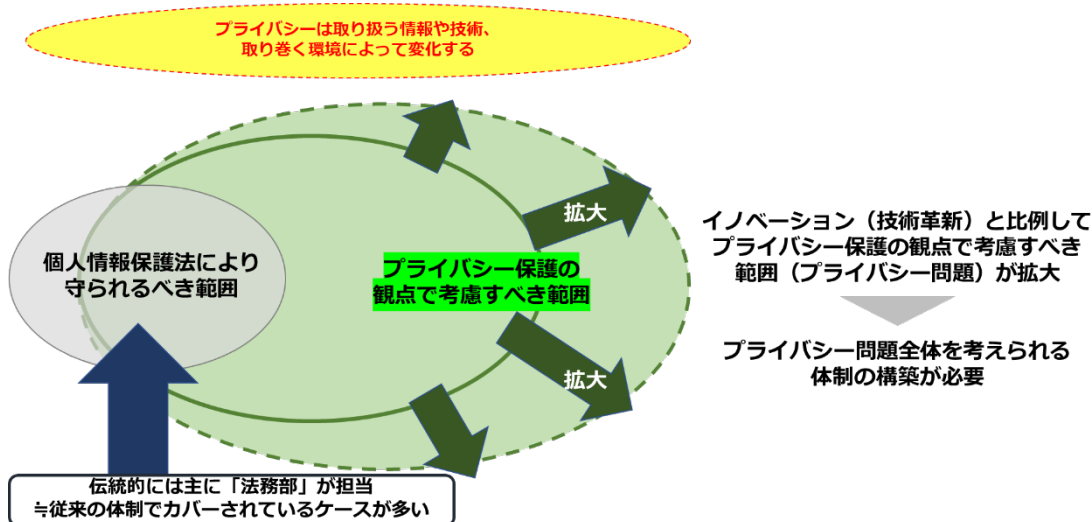 プライバシーは取り扱う情報や技術、
取り巻く環境によって変化する
個人情報保護法により
守られるべき範囲
プライバシー保護の
観点で考慮すべき範囲
拡大
拡大
イノベーション（技術革新）と比例して
プライバシー保護の観点で考慮すべき
範囲（プライバシー問題）が拡大
プライバシー問題全体を考えられる
体制の構築が必要
伝統的には主に「法務部」が担当
≒従来の体制でカバーされているケースが多い